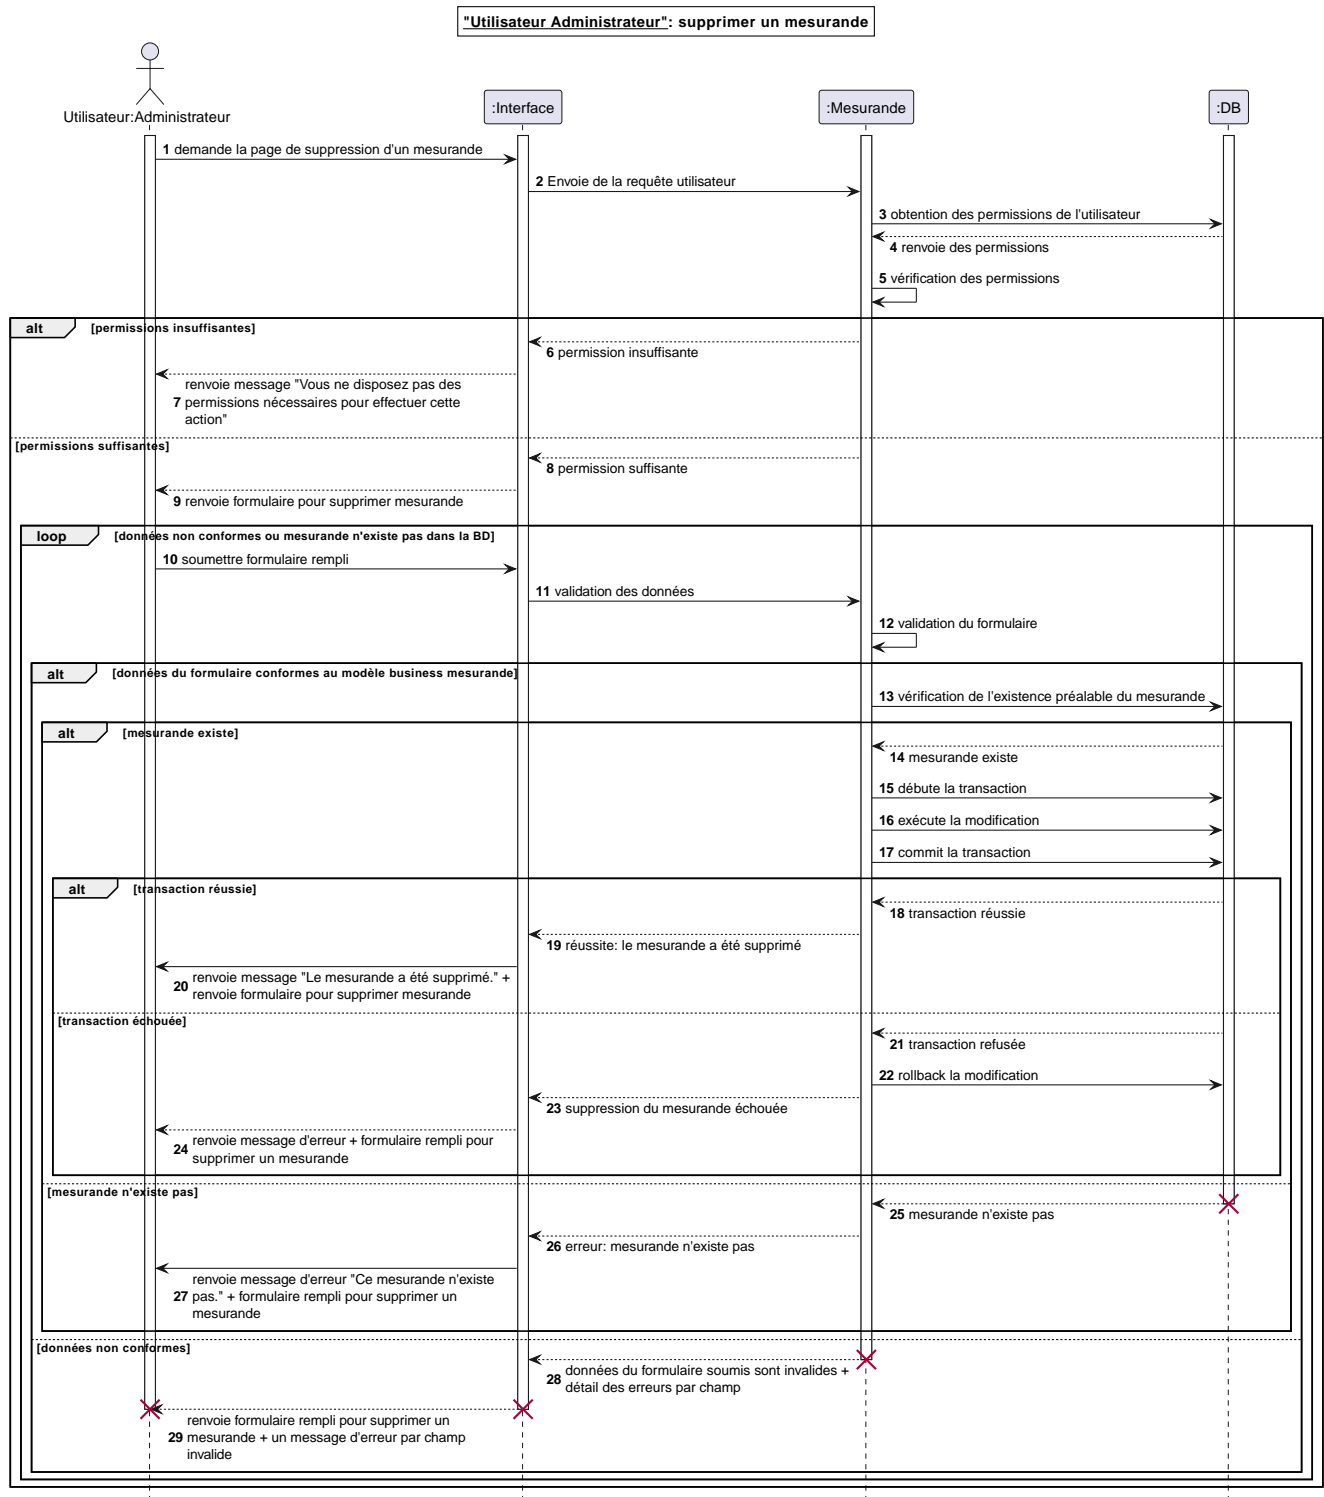 "Utilisateur Administrateur": supprimer un mesurande
Utilisateur:Administrateur
:Interface
:Mesurande
:DB
1 demande la page de suppression d'un mesurande
2 Envoie de la requête utilisateur
3 obtention des permissions de l'utilisateur
4 renvoie des permissions
5 vérification des permissions
alt [permissions insuffisantes]
6 permission insuffisante
renvoie message "Vous ne disposez pas des
7 permissions nécessaires pour effectuer cette
action"
[permissions suffisantes]
8 permission suffisante
9 renvoie formulaire pour supprimer mesurande
loop [données non conformes ou mesurande n'existe pas dans la BD]
10 soumettre formulaire rempli
11 validation des données
12 validation du formulaire
alt [données du formulaire conformes au modèle business mesurande]
13 vérification de l'existence préalable du mesurande
alt [mesurande existe]
14 mesurande existe
15 débute la transaction
16 exécute la modification
17 commit la transaction
alt [transaction réussie]
18 transaction réussie
19 réussite: le mesurande a été supprimé
20 renvoie message "Le mesurande a été supprimé." +
renvoie formulaire pour supprimer mesurande
[transaction échouée]
21 transaction refusée
22 rollback la modification
23 suppression du mesurande échouée
24 renvoie message d'erreur + formulaire rempli pour
supprimer un mesurande
[mesurande n'existe pas]
25 mesurande n'existe pas
26 erreur: mesurande n'existe pas
renvoie message d'erreur "Ce mesurande n'existe
27 pas." + formulaire rempli pour supprimer un
mesurande
[données non conformes]
28 données du formulaire soumis sont invalides +
détail des erreurs par champ
renvoie formulaire rempli pour supprimer un
29 mesurande + un message d'erreur par champ
invalide